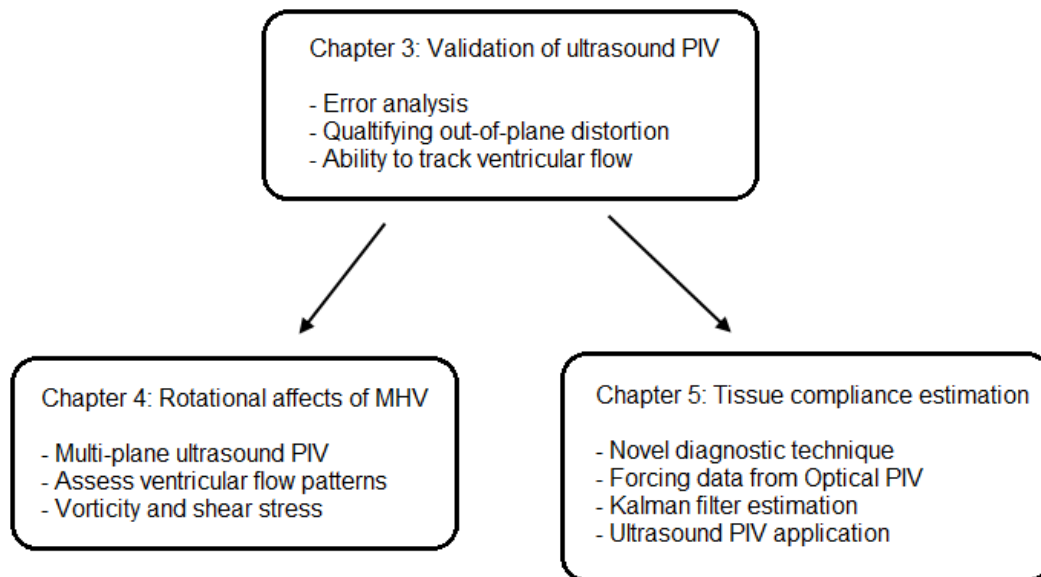 Chapter 3: Validation of ultrasound PIV
- Error analysis
- Qualtifying out-of-plane distortion
- Ability to track ventricular flow
Chapter 4: Rotational affects of MHV
- Multi-plane ultrasound PIV
- Assess ventricular flow patterns
- Vorticity and shear stress
Chapter 5: Tissue compliance estimation
- Novel diagnostic technique
- Forcing data from Optical PIV
- Kalman filter estimation
- Ultrasound PIV application